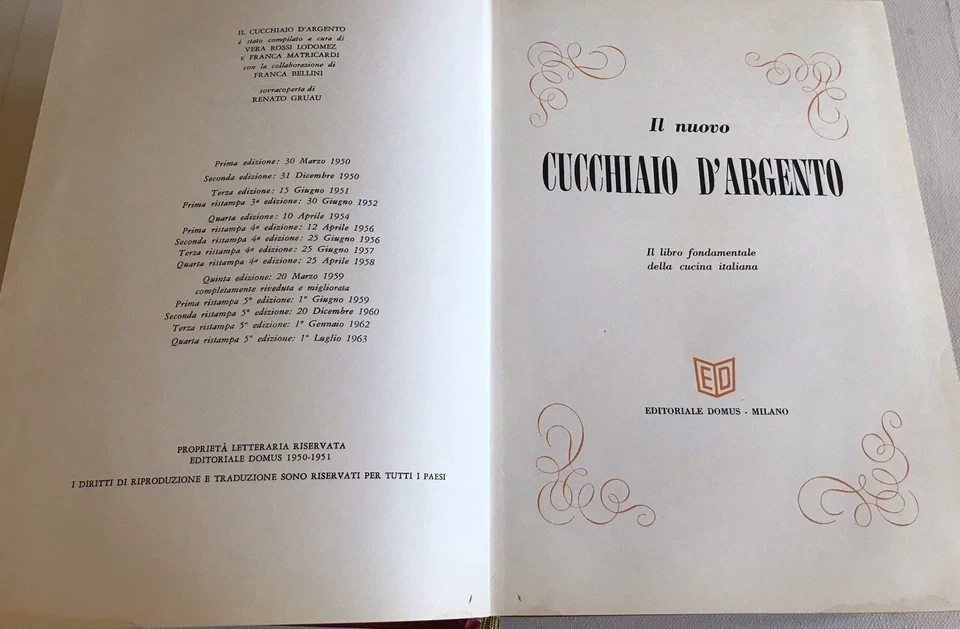 IL CUCCHIAIO D'ARGENTO
è stato compilato a cura di
VERA ROSSI LODOMEZ
E FRANCA MATRICARDI
con la collaborazione di
FRANCA BELLINI
sovracoperta di
RENATO GRUAU
Prima edizione: 30 Marzo 1950
Seconda edizione: 31 Dicembre 1950
Terza edizione: 15 Giugno 1951
Prima ristampa 3ª edizione: 30 Giugno 1952
Quarta edizione: 10 Aprile 1954
Prima ristampa 4ª edizione: 12 Aprile 1956
Seconda ristampa 4ª edizione: 25 Giugno 1956
Terza ristampa 4ª edizione: 25 Giugno 1957
Quarta ristampa 4ª edizione: 25 Aprile 1958
Quinta edizione: 20 Marzo 1959
completamente riveduta e migliorata
Prima ristampa 5ª edizione: 1° Giugno 1959
Seconda ristampa 5ª edizione: 20 Dicembre 1960
Terza ristampa 5ª edizione: 1° Gennaio 1962
Quarta ristampa 5ª edizione: 1° Luglio 1963
PROPRIETÀ LETTERARIA RISERVATA
EDITORIALE DOMUS 1950-1951
I DIRITTI DI RIPRODUZIONE E TRADUZIONE SONO RISERVATI PER TUTTI I PAESI
Il nuovo
CUCCHIAIO D'ARGENTO
Il libro fondamentale
della cucina italiana
ED
EDITORIALE DOMUS - MILANO